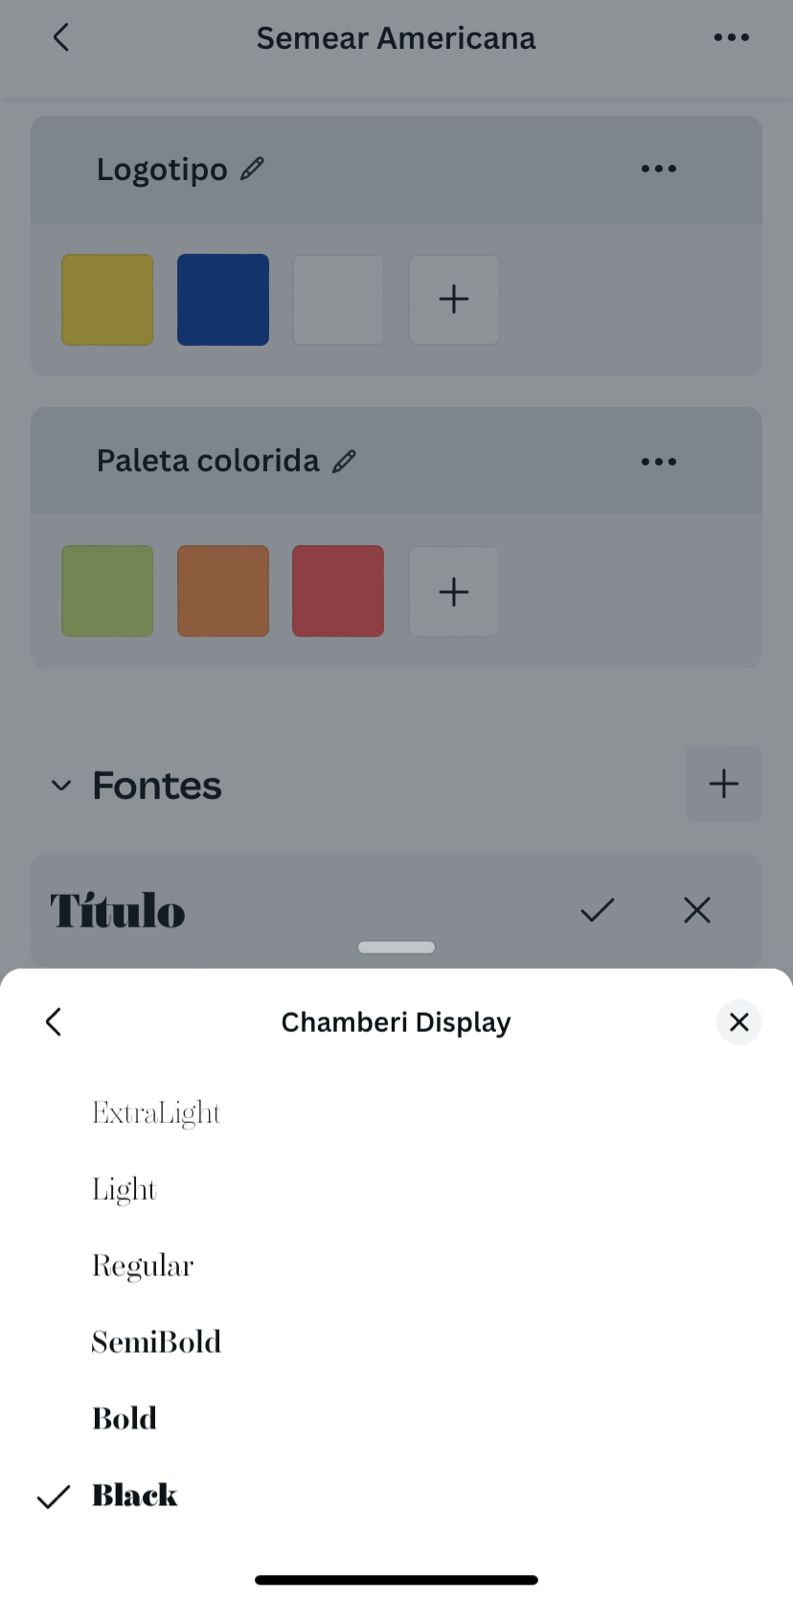 Semear Americana
Logotipo
Paleta colorida
Fontes
Título
Chamberi Display
ExtraLight
Light
Regular
SemiBold
Bold
Black